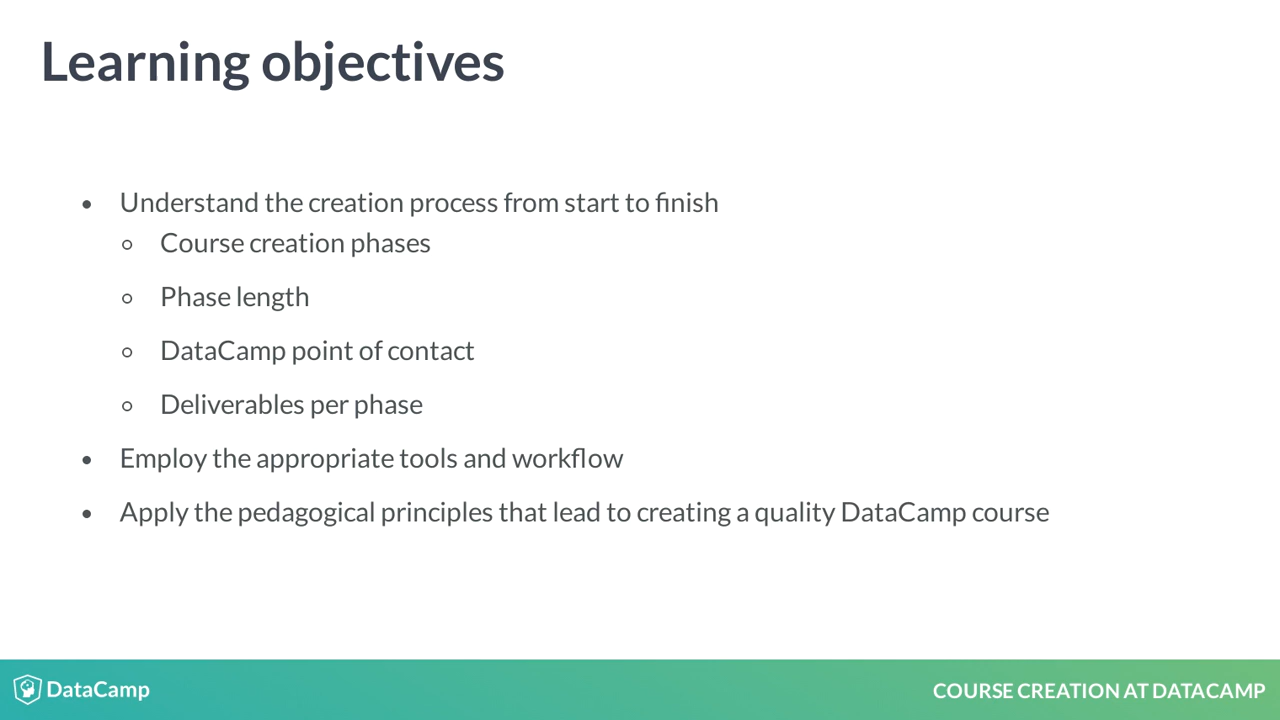 Learning objectives
• Understand the creation process from start to finish
○ Course creation phases
○ Phase length
○ DataCamp point of contact
○ Deliverables per phase
• Employ the appropriate tools and workflow
• Apply the pedagogical principles that lead to creating a quality DataCamp course
DataCamp
COURSE CREATION AT DATACAMP